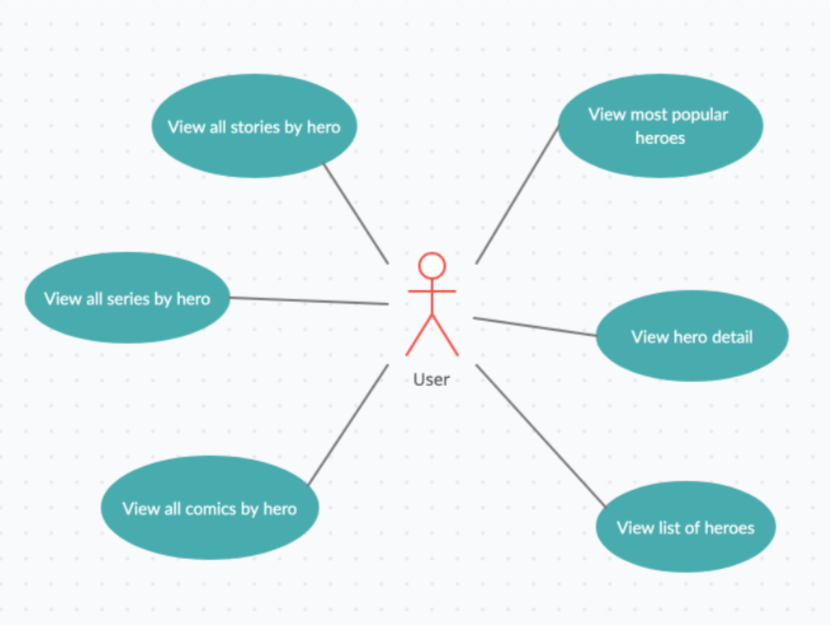 View all stories by hero
View most popular
heroes
View all series by hero
View hero detail
User
View all comics by hero
View list of heroes